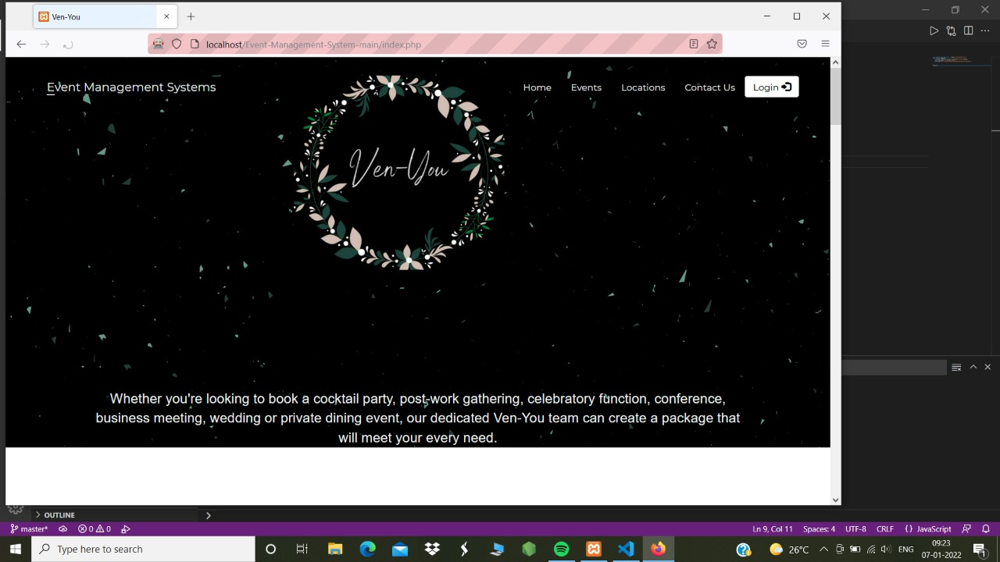 Ven-You
localhost/Event-Management-System-main/index.php
Event Management Systems
Home
Events
Locations
Contact Us
Login
Ven-You
Whether you're looking to book a cocktail party, post-work gathering, celebratory function, conference,
business meeting, wedding or private dining event, our dedicated Ven-You team can create a package that
will meet your every need.
OUTLINE
master*
0
0
Ln 9, Col 11
Spaces: 4
UTF-8
CRLF
{ } JavaScript
Type here to search
26°C
ENG
09:23
07-01-2022
1